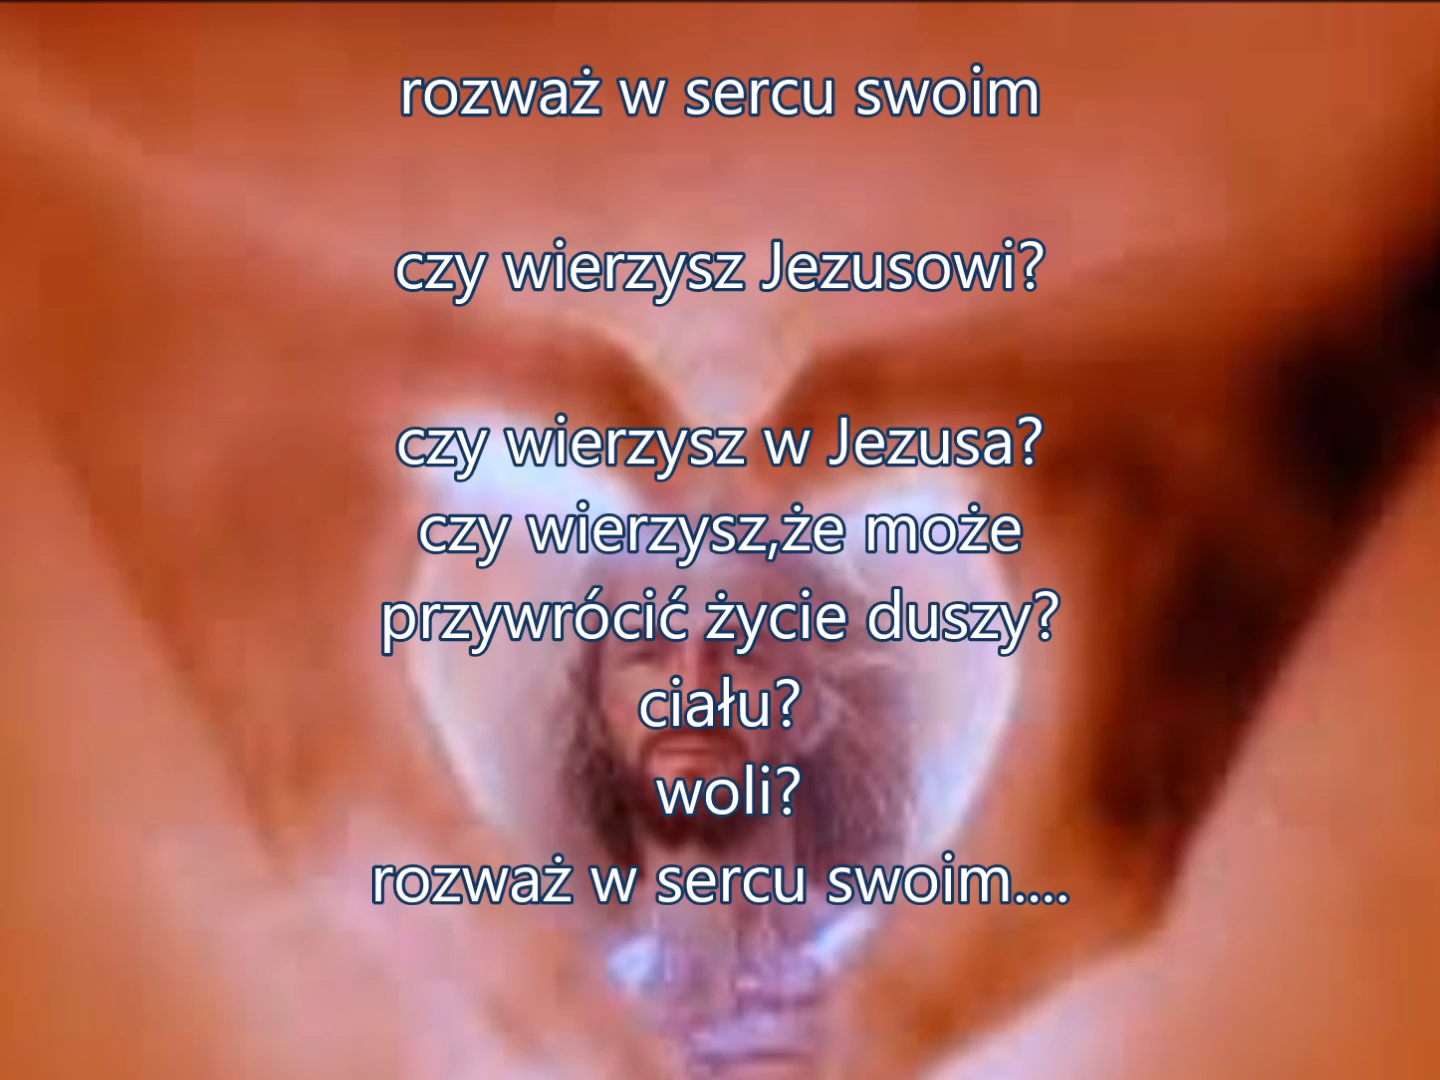 rozważ w sercu swoim
czy wierzysz Jezusowi?
czy wierzysz w Jezusa?
czy wierzysz,że może
przywrócić życie duszy?
ciału?
woli?
rozważ w sercu swoim....